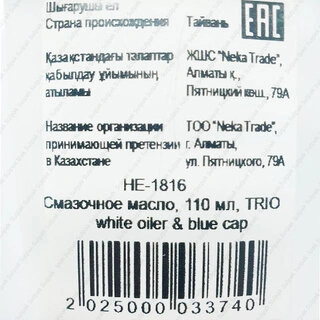 Шығарушы ел
Страна происхождения Тайвань
EAC
Қазақстандағы талаптар ЖШС "Neka Trade",
қабылдау ұйымының Алматы қ.,
атыламы Пятницкий көш., 79А
Название организации ТОО "Neka Trade",
принимающей претензии г. Алматы,
в Казахстане ул. Пятницкого, 79А
HE-1816
Смазочное масло, 110 мл, TRIO
white oiler & blue cap
2 025000 033740